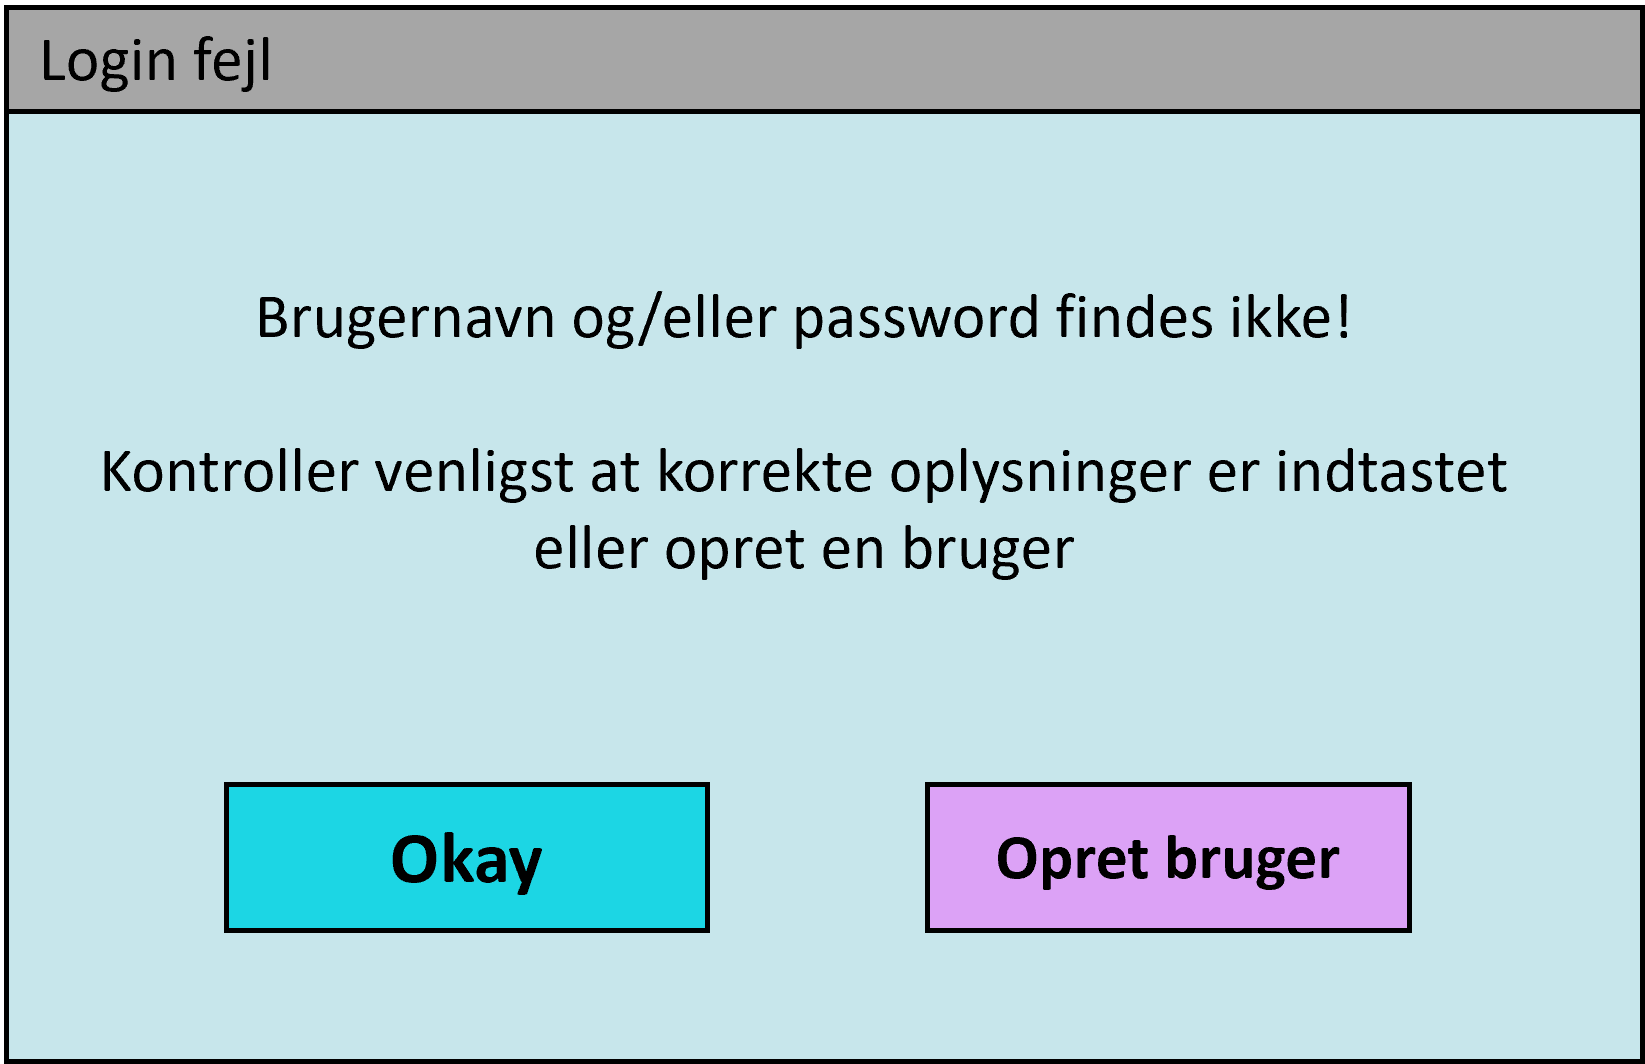 Login fejl
Brugernavn og/eller password findes ikke!
Kontroller venligst at korrekte oplysninger er indtastet
eller opret en bruger
Okay
Opret bruger